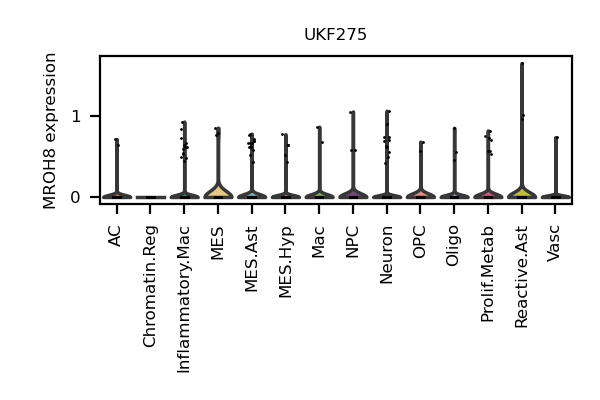 UKF275
MROH8 expression
1
0
AC
Chromatin.Reg
Inflammatory.Mac
MES
MES.Ast
MES.Hyp
Mac
NPC
Neuron
OPC
Oligo
Prolif.Metab
Reactive.Ast
Vasc